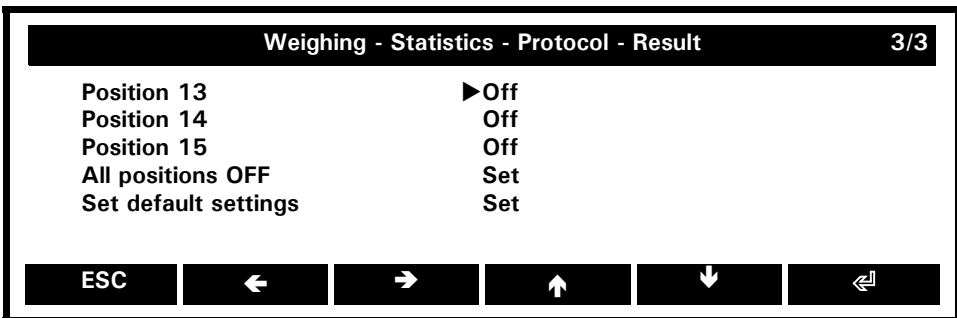 Weighing - Statistics - Protocol - Result 3/3
Position 13 ▶Off
Position 14 Off
Position 15 Off
All positions OFF Set
Set default settings Set
ESC ← → ↑ ↓ ↵